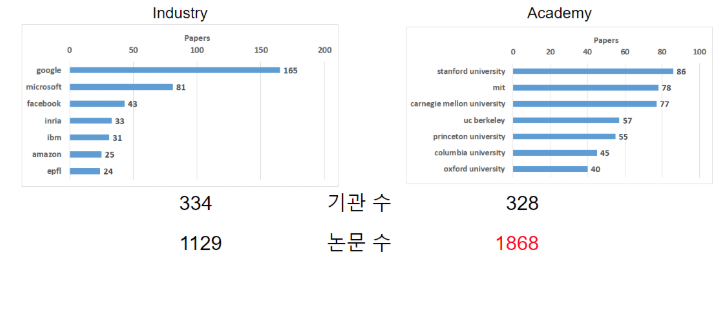 Industry
Papers
0 50 100 150 200
google 165
microsoft 81
facebook 43
inria 33
ibm 31
amazon 25
epfl 24
Academy
Papers
0 20 40 60 80 100
stanford university 86
mit 78
carnegie mellon university 77
uc berkeley 57
princeton university 55
columbia university 45
oxford university 40
334 기관 수 328
1129 논문 수 1868